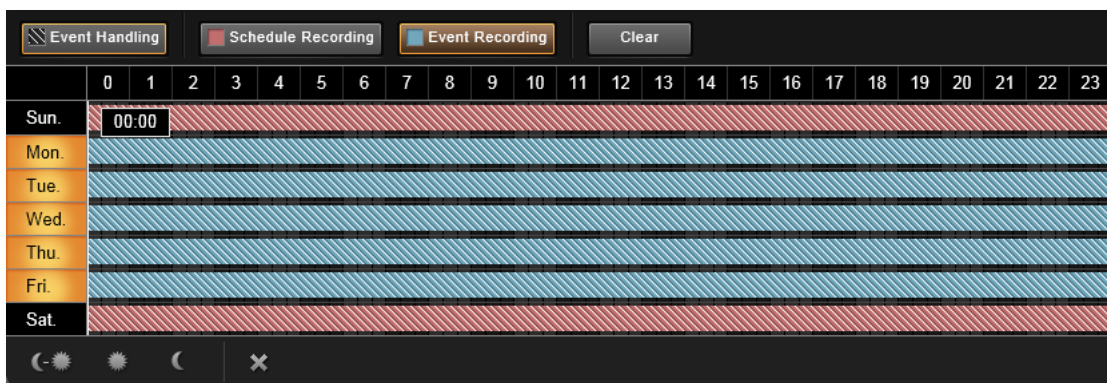 Event Handling Schedule Recording Event Recording Clear
0 1 2 3 4 5 6 7 8 9 10 11 12 13 14 15 16 17 18 19 20 21 22 23
Sun. 00:00
Mon.
Tue.
Wed.
Thu.
Fri.
Sat.